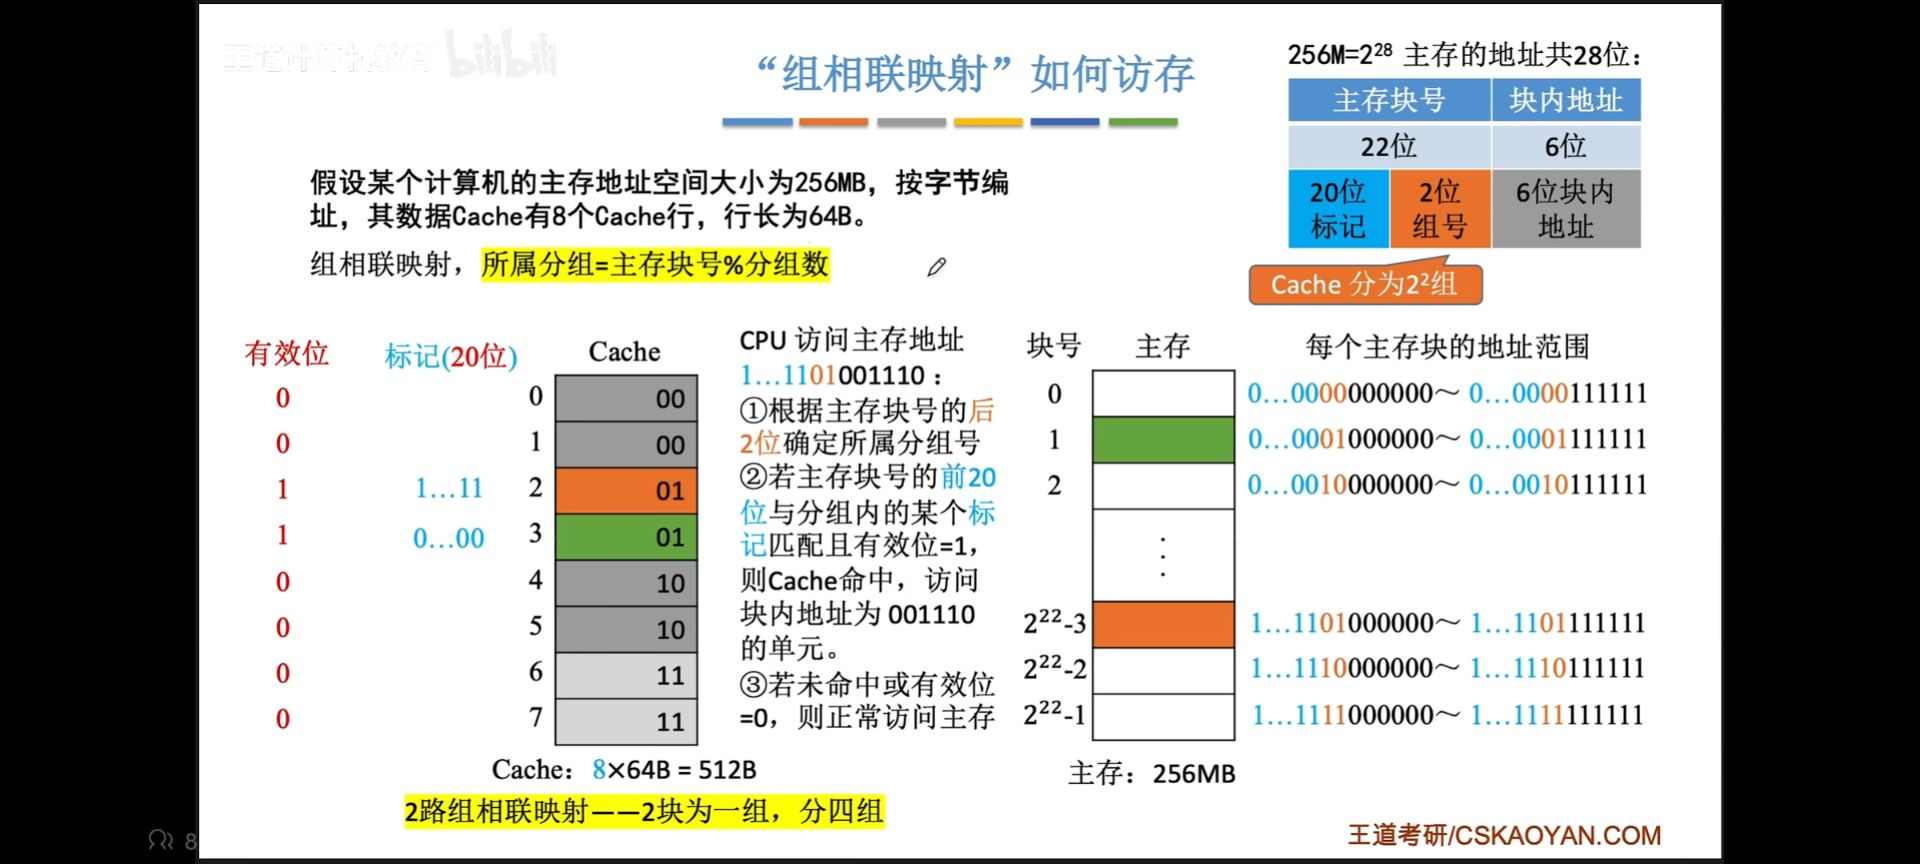 王道计算机教育 bilibili
“组相联映射”如何访存
256M=2²⁸ 主存的地址共28位：
主存块号 块内地址
22位 6位
20位标记 2位组号 6位块内地址
Cache 分为2²组
假设某个计算机的主存地址空间大小为256MB，按字节编
址，其数据Cache有8个Cache行，行长为64B。
组相联映射，所属分组=主存块号%分组数
有效位 标记(20位) Cache
0 0 00
0 1 00
1 1…11 2 01
1 0…00 3 01
0 4 10
0 5 10
0 6 11
0 7 11
Cache：8×64B = 512B
2路组相联映射——2块为一组，分四组
CPU 访问主存地址
1…1101001110：
①根据主存块号的后
2位确定所属分组号
②若主存块号的前20
位与分组内的某个标
记匹配且有效位=1，
则Cache命中，访问
块内地址为 001110
的单元。
③若未命中或有效位
=0，则正常访问主存
块号 主存 每个主存块的地址范围
0 0…0000000000～ 0…0000111111
1 0…0001000000～ 0…0001111111
2 0…0010000000～ 0…0010111111
⋮
2²²-3 1…1101000000～ 1…1101111111
2²²-2 1…1110000000～ 1…1110111111
2²²-1 1…1111000000～ 1…1111111111
主存：256MB
王道考研/CSKAOYAN.COM
8